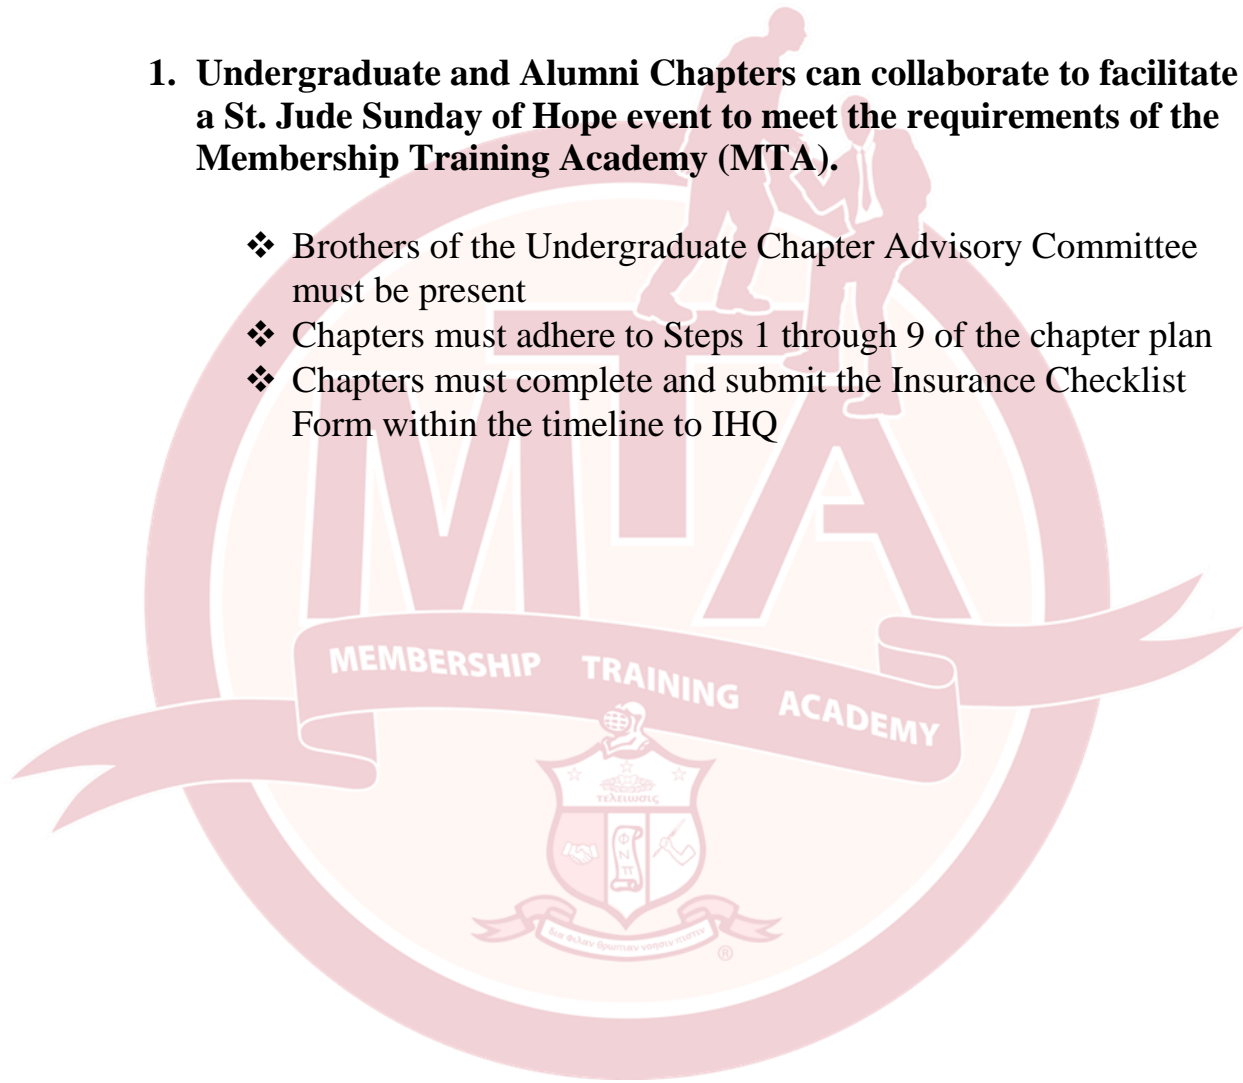 1. Undergraduate and Alumni Chapters can collaborate to facilitate
a St. Jude Sunday of Hope event to meet the requirements of the
Membership Training Academy (MTA).
❖ Brothers of the Undergraduate Chapter Advisory Committee
must be present
❖ Chapters must adhere to Steps 1 through 9 of the chapter plan
❖ Chapters must complete and submit the Insurance Checklist
Form within the timeline to IHQ
MTA
MEMBERSHIP TRAINING ACADEMY
τελειωσις
Φ
Ν
Π
®